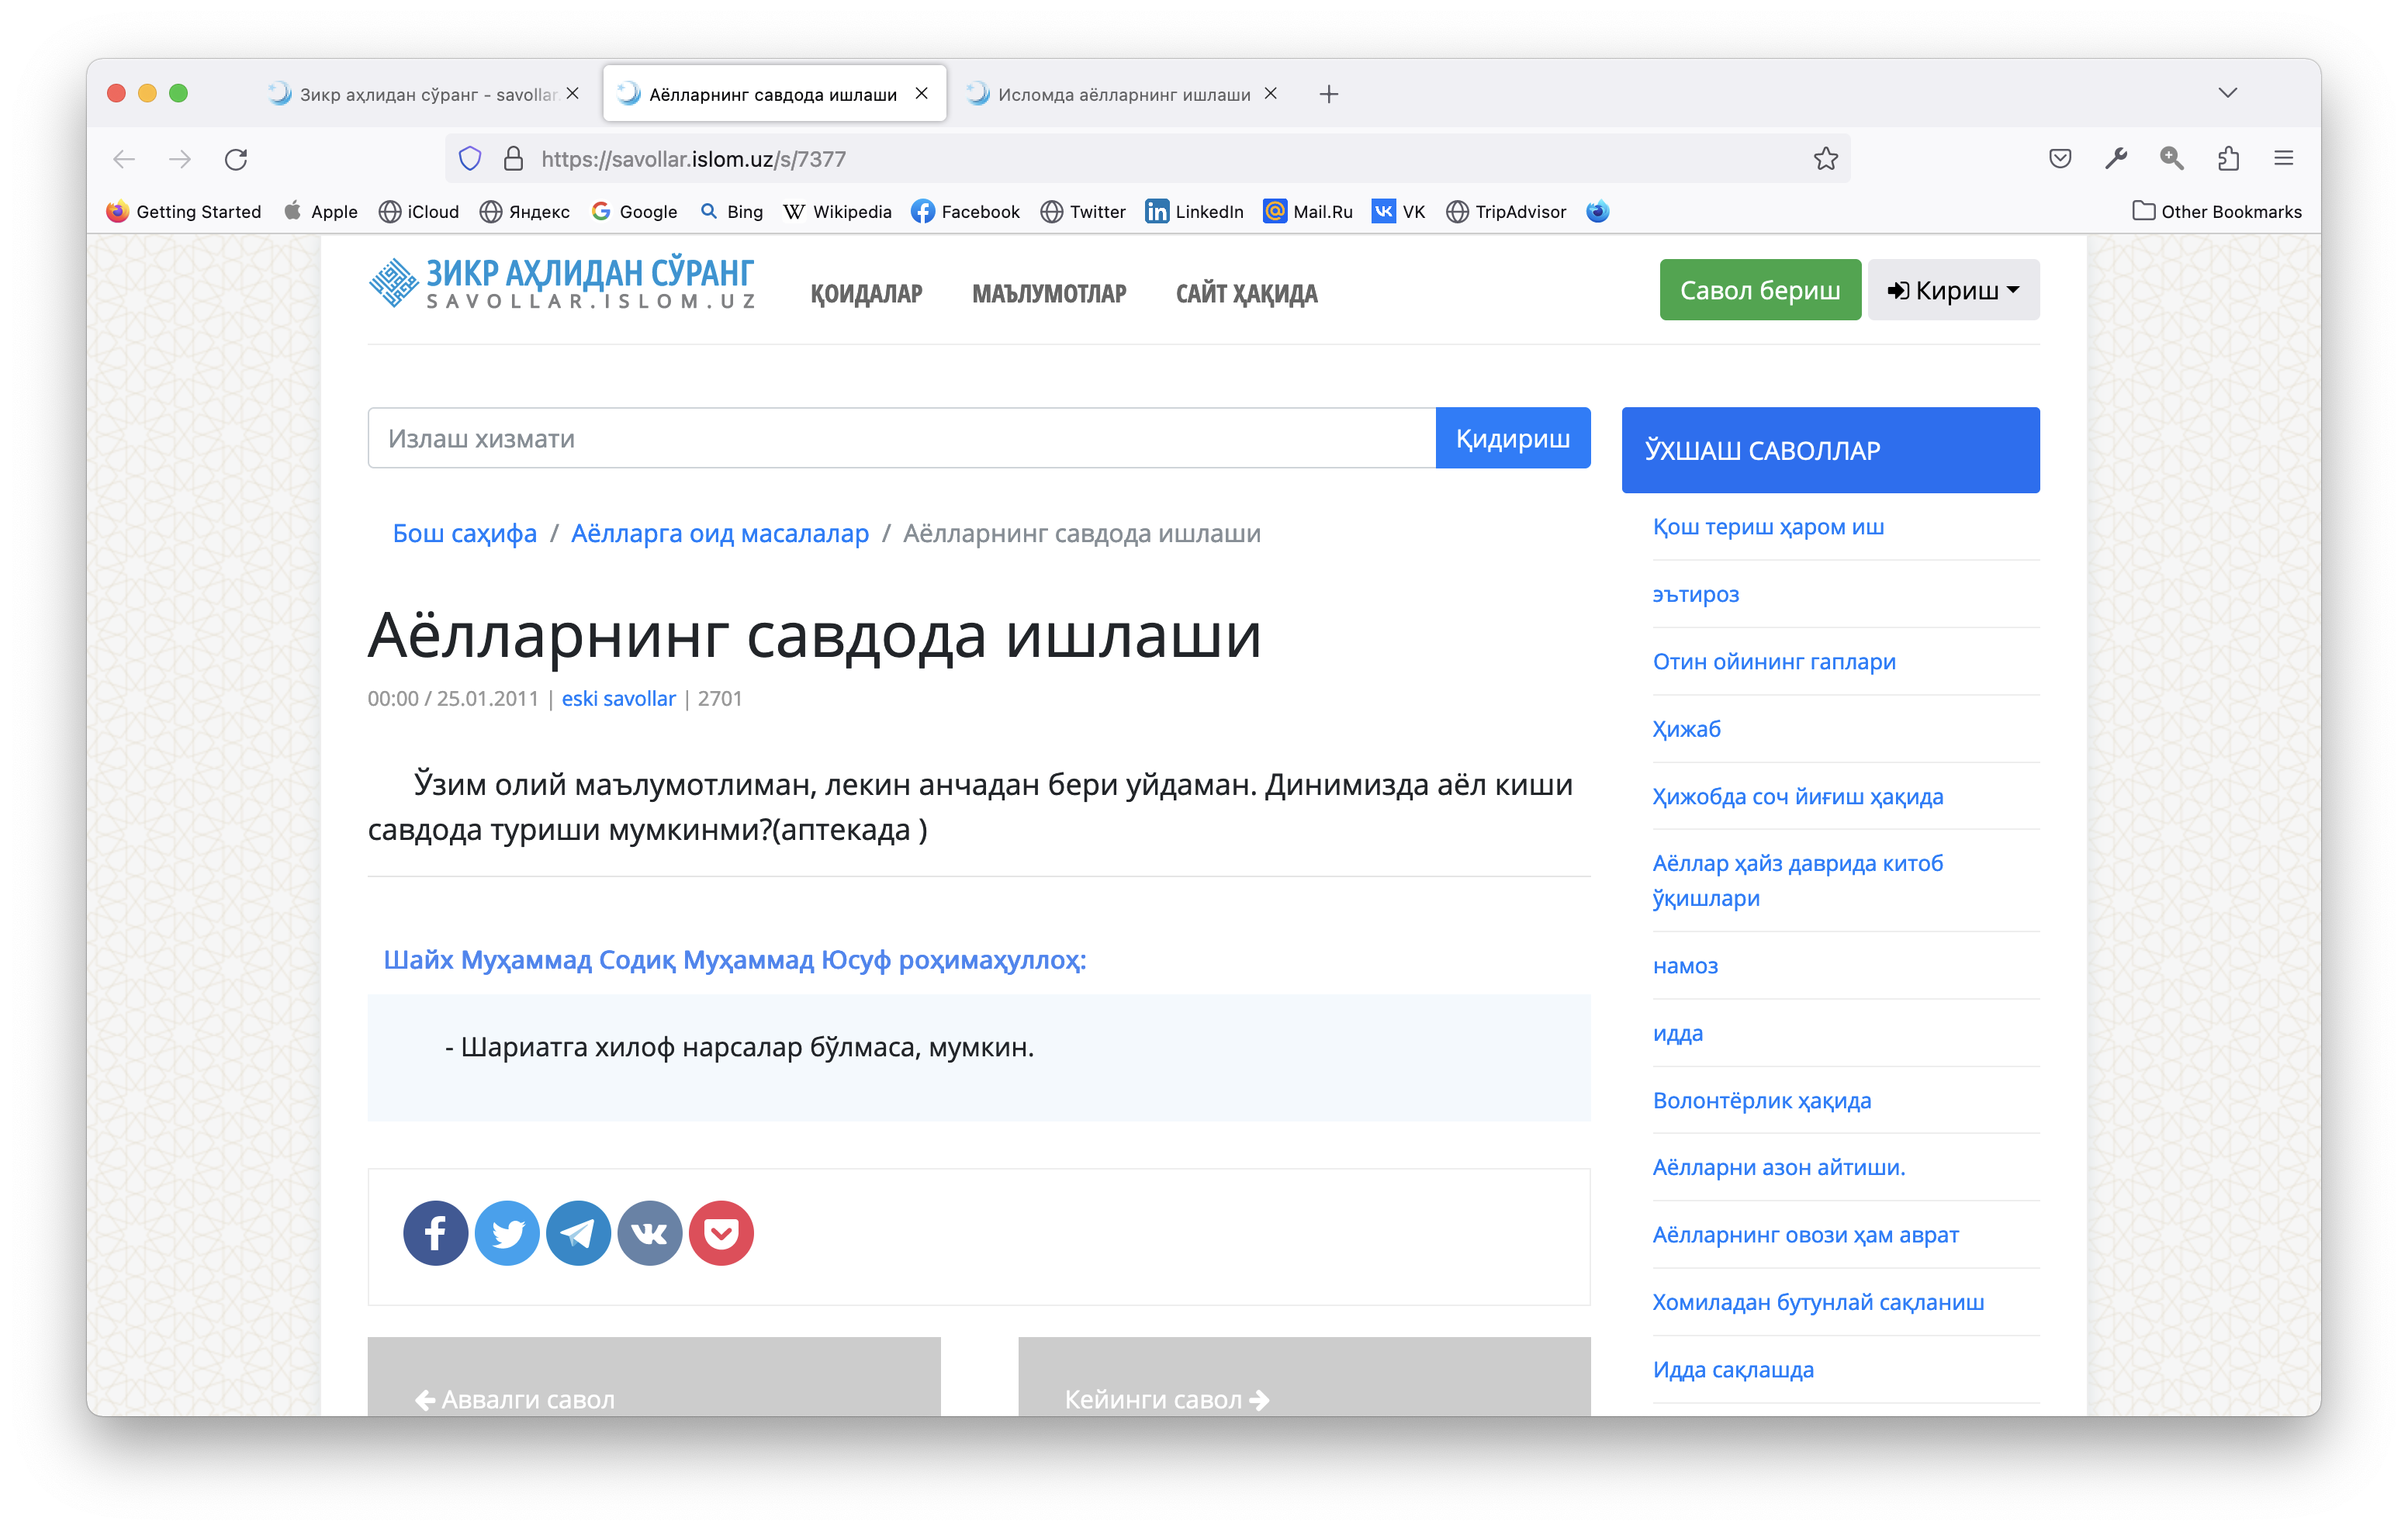 Зикр аҳлидан сўранг - savollar.
Аёлларнинг савдода ишлаши
Исломда аёлларнинг ишлаши
https://savollar.islom.uz/s/7377
Getting Started
Apple
iCloud
Яндекс
Google
Bing
Wikipedia
Facebook
Twitter
LinkedIn
Mail.Ru
VK
TripAdvisor
Other Bookmarks
ЗИКР АҲЛИДАН СЎРАНГ
SAVOLLAR.ISLOM.UZ
ҚОИДАЛАР
МАЪЛУМОТЛАР
САЙТ ҲАҚИДА
Савол бериш
Кириш
Излаш хизмати
Қидириш
Бош саҳифа / Аёлларга оид масалалар / Аёлларнинг савдода ишлаши
Аёлларнинг савдода ишлаши
00:00 / 25.01.2011 | eski savollar | 2701
Ўзим олий маълумотлиман, лекин анчадан бери уйдаман. Динимизда аёл киши
савдода туриши мумкинми?(аптекада )
Шайх Муҳаммад Содиқ Муҳаммад Юсуф роҳимаҳуллоҳ:
- Шариатга хилоф нарсалар бўлмаса, мумкин.
Аввалги савол
Кейинги савол
ЎХШАШ САВОЛЛАР
Қош териш ҳаром иш
эътироз
Отин ойининг гаплари
Ҳижаб
Ҳижобда соч йиғиш ҳақида
Аёллар ҳайз даврида китоб
ўқишлари
намоз
идда
Волонтёрлик ҳақида
Аёлларни азон айтиши.
Аёлларнинг овози ҳам аврат
Хомиладан бутунлай сақланиш
Идда сақлашда